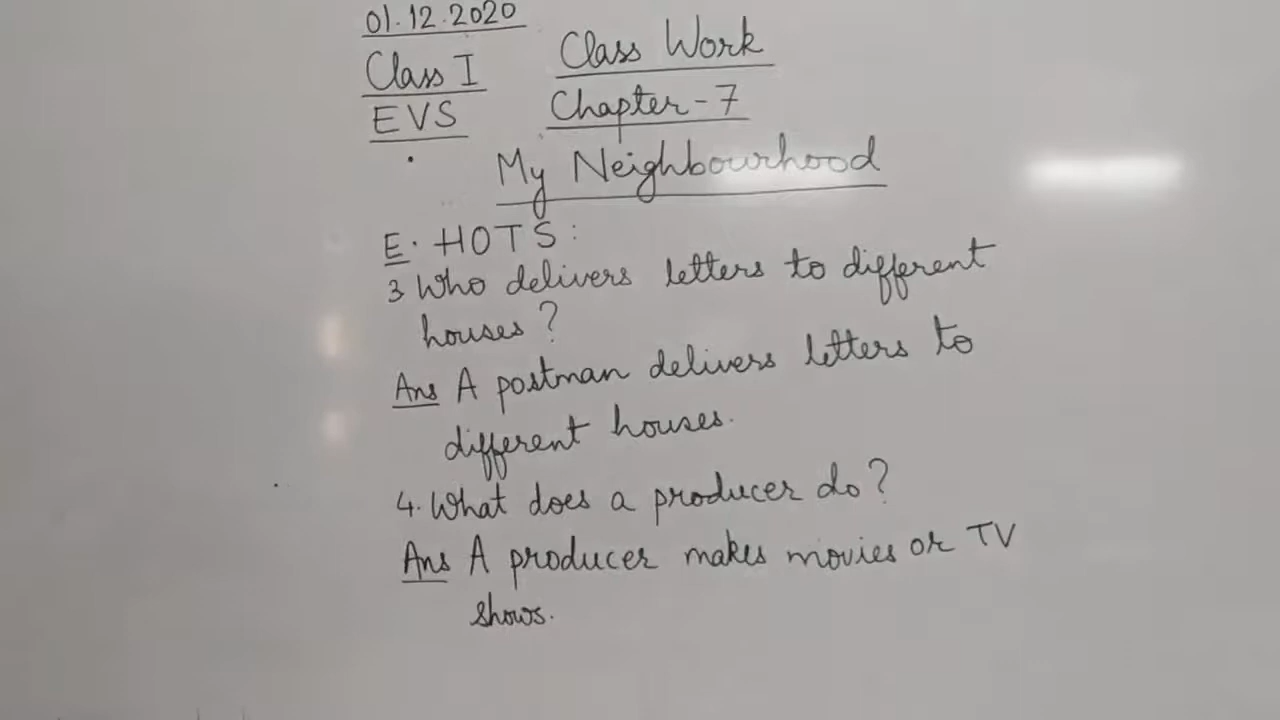 01.12.2020
Class I Class Work
EVS Chapter-7
My Neighbourhood
E. HOTS:
3 Who delivers letters to different
houses?
Ans A postman delivers letters to
different houses.
4. What does a producer do?
Ans A producer makes movies or TV
shows.